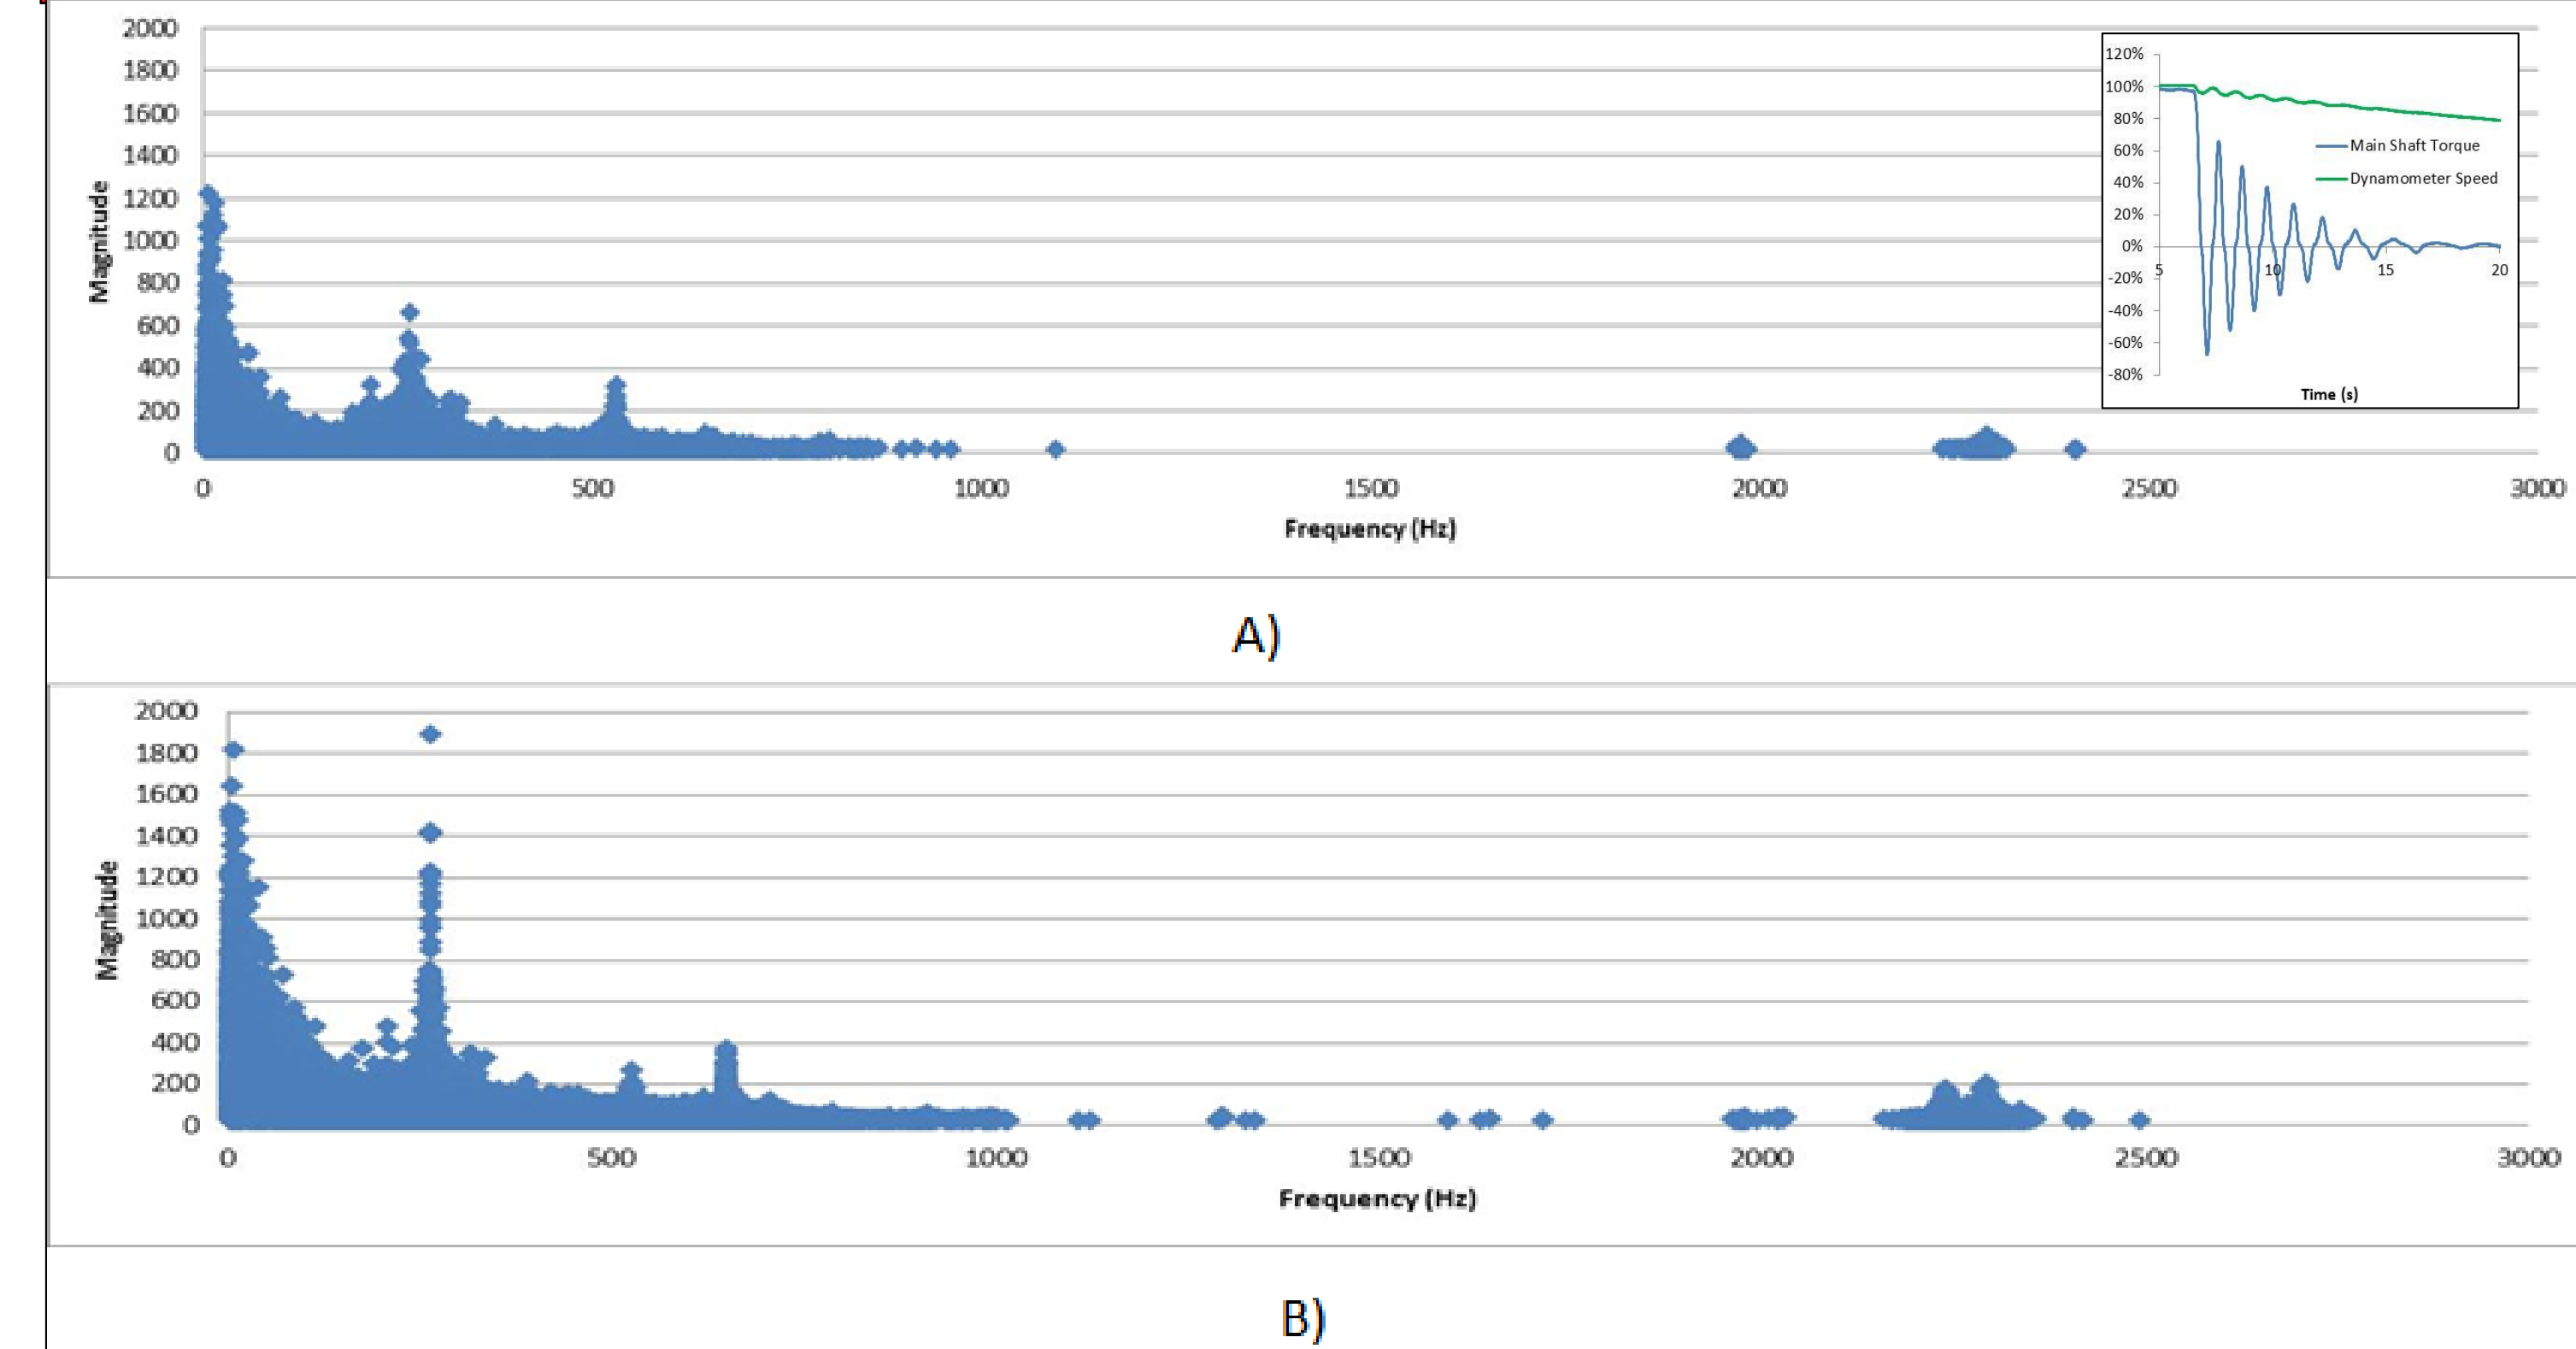 2000
1800
1600
1400
1200
1000
800
600
400
200
0
Magnitude
0 500 1000 1500 2000 2500 3000
Frequency (Hz)
120%
100%
80%
60%
40%
20%
0%
-20%
-40%
-60%
-80%
5 10 15 20
Main Shaft Torque
Dynamometer Speed
Time (s)
A)
2000
1800
1600
1400
1200
1000
800
600
400
200
0
Magnitude
0 500 1000 1500 2000 2500 3000
Frequency (Hz)
B)